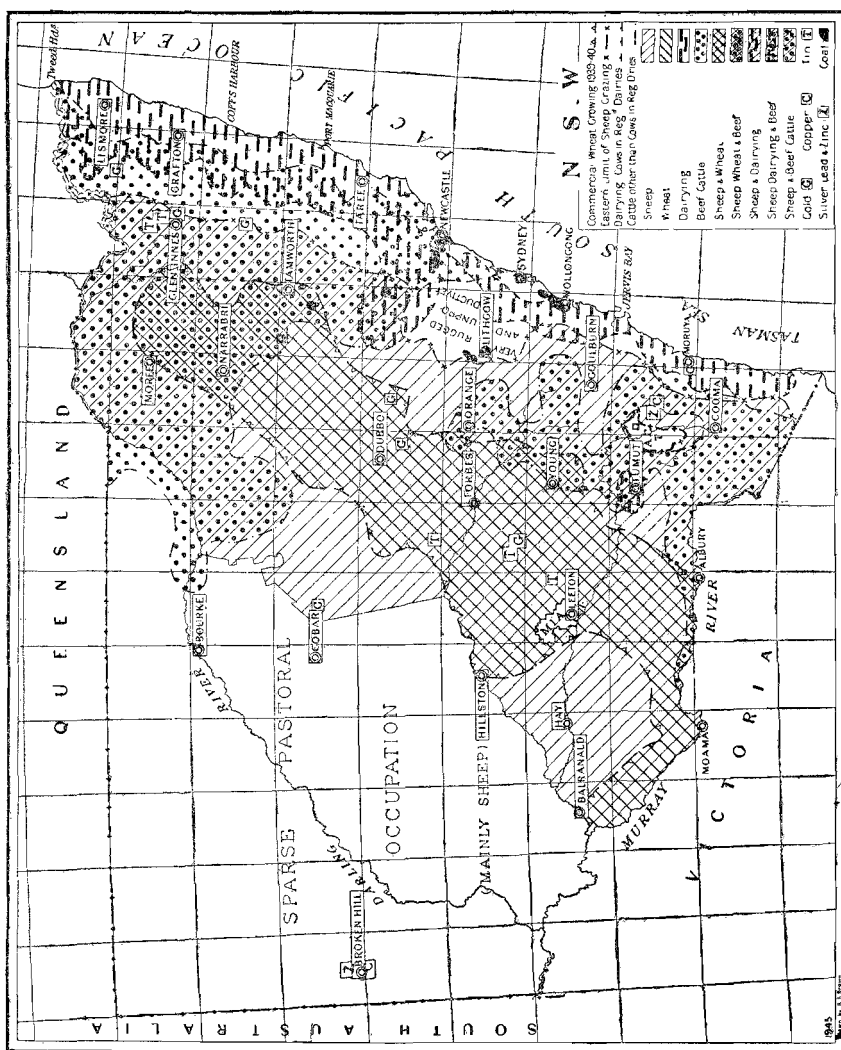 QUEENSLAND
SOUTH AUSTRALIA
VICTORIA
SOUTH PACIFIC OCEAN
TASMAN SEA
Tweed Hds
LISMORE
G
GRAFTON
COFFS HARBOUR
PORT MACQUARIE
TAREE
NEWCASTLE
SYDNEY
WOLLONGONG
JERVIS BAY
MORUYA
T T
GLEN INNES
G
G
TAMWORTH
NARRABRI
MOREE
VERY RUGGED
AND UNPRO
DUCTIVE
LITHGOW
GOULBURN
DUBBO
G
G
ORANGE
FORBES
YOUNG
TUMUT
COOMA
ALBURY
T
T
G
T
LEETON
M.I.A.
BOURKE
COBAR
C
HILLSTON
HAY
BALRANALD
MOAMA
BROKEN HILL
Z
C
DARLING
RIVER
MURRAY
RIVER
SPARSE PASTORAL
OCCUPATION
(MAINLY SHEEP)
N S W
Commercial Wheat Growing 1939-40
Eastern Limit of Sheep Grazing
Dairying Cows in Reg Dairies
Cattle other than Cows in Reg Dries
Sheep
Wheat
Dairying
Beef Cattle
Sheep & Wheat
Sheep Wheat & Beef
Sheep & Dairying
Sheep Dairying & Beef
Sheep & Beef Cattle
Gold G Copper C Tin T
Silver Lead & Zinc Z Coal
1945